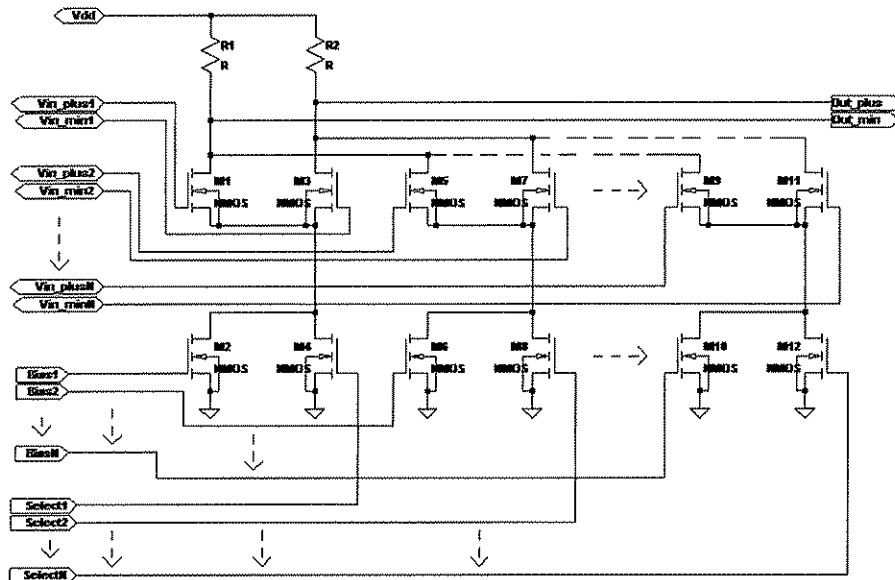 Vdd
R1
R
R2
R
Vin_plus1
Vin_min1
Out_plus
Out_min
Vin_plus2
Vin_min2
M1
NMOS
M3
NMOS
M5
NMOS
M7
NMOS
M9
NMOS
M11
NMOS
Vin_plusN
Vin_minN
M2
NMOS
M4
NMOS
M6
NMOS
M8
NMOS
M10
NMOS
M12
NMOS
Bias1
Bias2
BiasN
Select1
Select2
SelectN